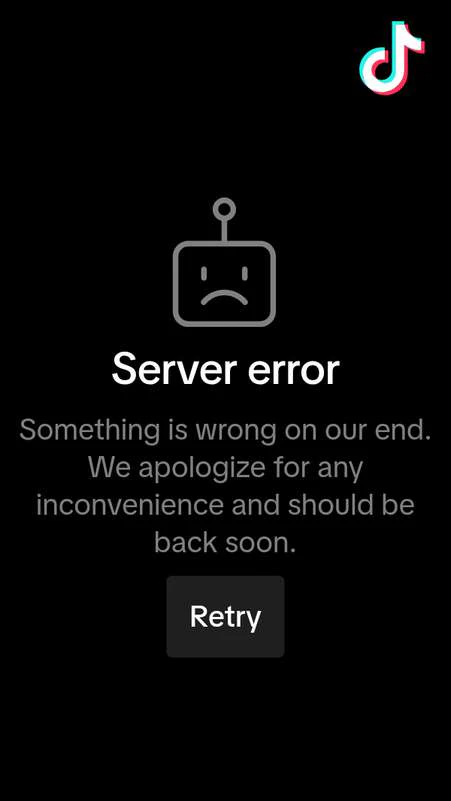 Server error
Something is wrong on our end.
We apologize for any
inconvenience and should be
back soon.
Retry